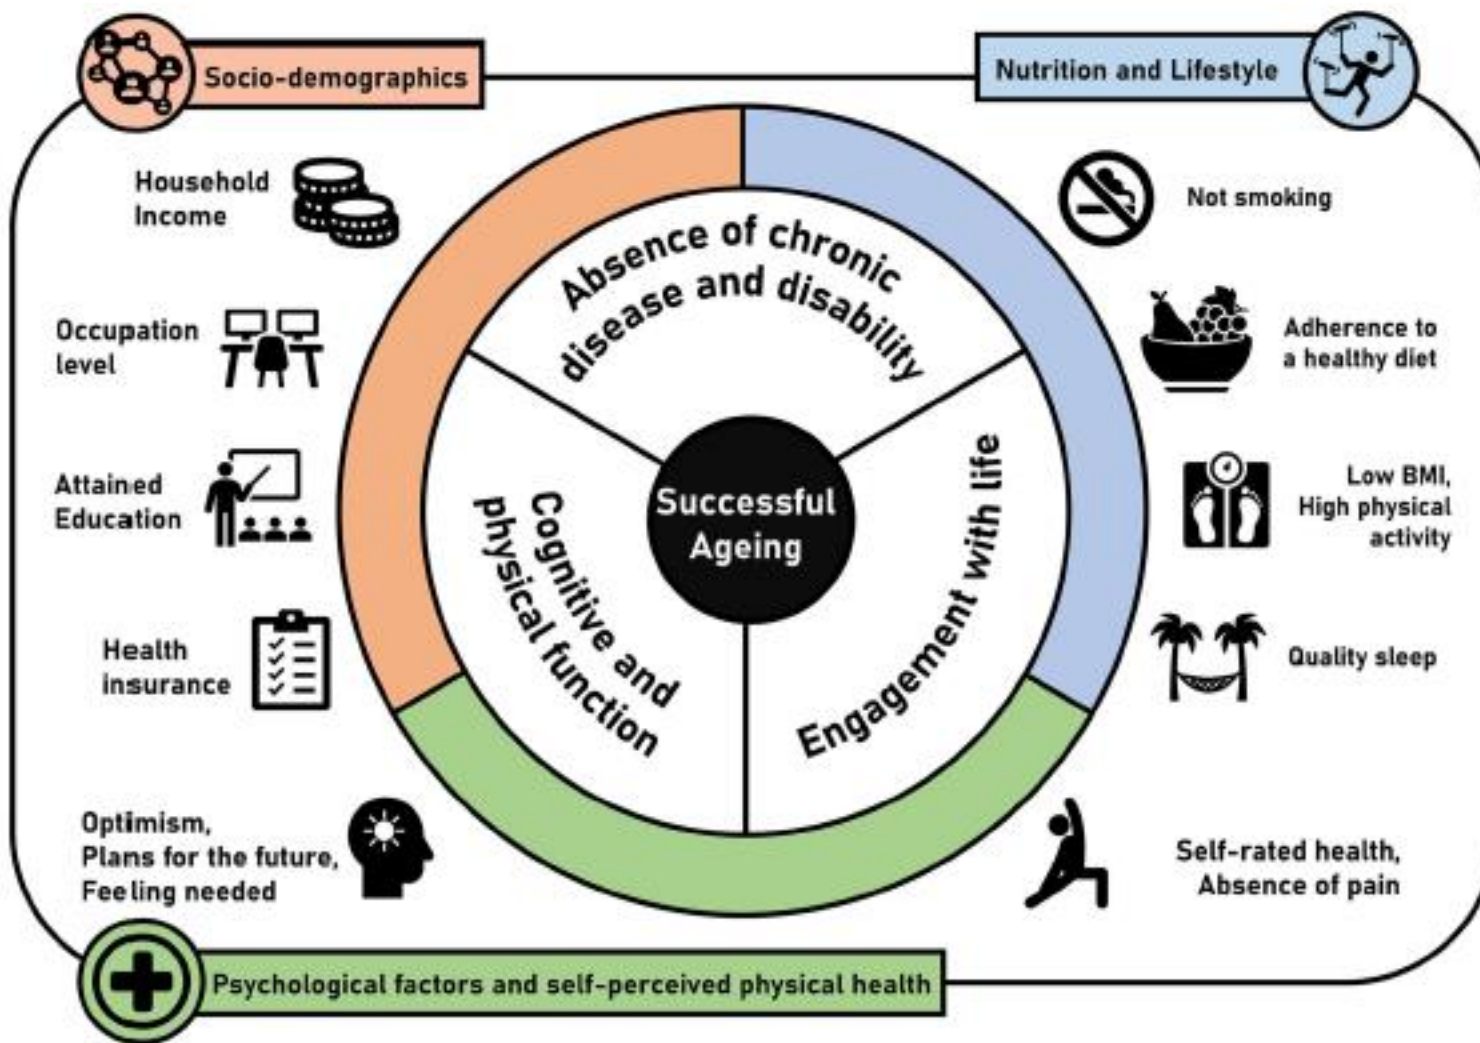 Socio-demographics
Nutrition and Lifestyle
Household
Income
Occupation
level
Attained
Education
Health
insurance
Optimism,
Plans for the future,
Feeling needed
Absence of chronic
disease and disability
Cognitive and
physical function
Engagement with life
Successful
Ageing
Not smoking
Adherence to
a healthy diet
Low BMI,
High physical
activity
Quality sleep
Self-rated health,
Absence of pain
Psychological factors and self-perceived physical health